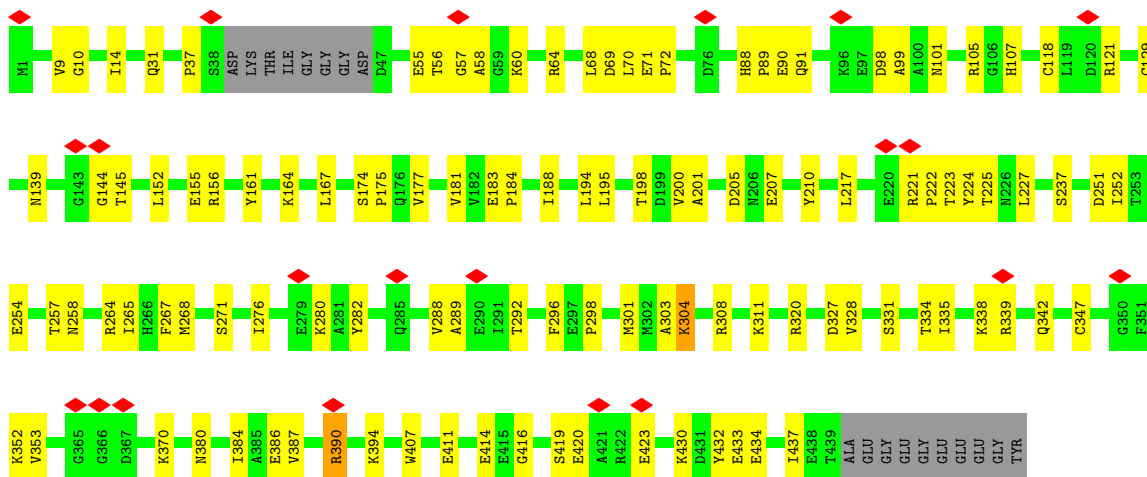 M1 V9 G10 I14 Q31 P37 S38 ASP LYS THR ILE GLY GLY GLY ASP D47 E55 T56 G57 A58 G59 K60 R64 L68 D69 L70 E71 P72 D76 H88 P89 E90 Q91 K96 E97 D98 A99 A100 N101 R105 G106 H107 C118 L119 D120 R121
N139 G143 G144 T145 L152 E155 R156 Y161 K164 L167 S174 P175 Q176 V177 V181 V182 E183 P184 I188 L194 L195 T198 D199 V200 A201 D205 N206 E207 Y210 L217 E220 R221 P222 T223 Y224 T225 N226 L227 S237 D251 I252 T253
E254 T257 N258 R264 I265 H266 F267 M268 S271 I276 E279 K280 A281 Y282 Q285 V288 A289 E290 I291 T292 F296 E297 P298 M301 M302 A303 K304 R308 K311 R320 D327 V328 S331 T334 I335 K338 R339 Q342 C347 G350 F351
K352 V353 G365 G366 D367 K370 N380 I384 A385 E386 V387 R390 K394 W407 E411 E414 E415 G416 S419 E420 A421 R422 E423 K430 D431 Y432 E433 E434 I437 E438 T439 ALA GLU GLY GLU GLU GLY GLU GLU GLU GLY TYR